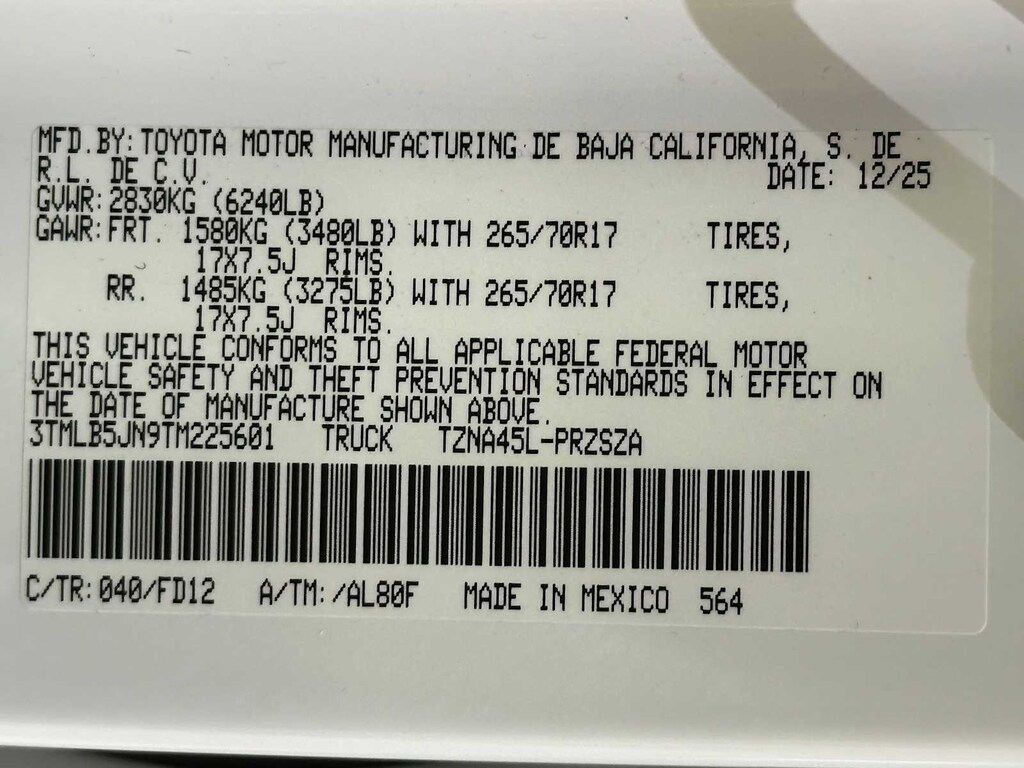 MFD.BY:TOYOTA MOTOR MANUFACTURING DE BAJA CALIFORNIA, S. DE
R.L. DE C.V. DATE: 12/25
GVWR:2830KG (6240LB)
GAWR:FRT. 1580KG (3480LB) WITH 265/70R17 TIRES,
17X7.5J RIMS.
RR. 1485KG (3275LB) WITH 265/70R17 TIRES,
17X7.5J RIMS.
THIS VEHICLE CONFORMS TO ALL APPLICABLE FEDERAL MOTOR
VEHICLE SAFETY AND THEFT PREVENTION STANDARDS IN EFFECT ON
THE DATE OF MANUFACTURE SHOWN ABOVE.
3TMLB5JN9TM225601 TRUCK TZNA45L-PRZSZA
C/TR:040/FD12 A/TM:/AL80F MADE IN MEXICO 564